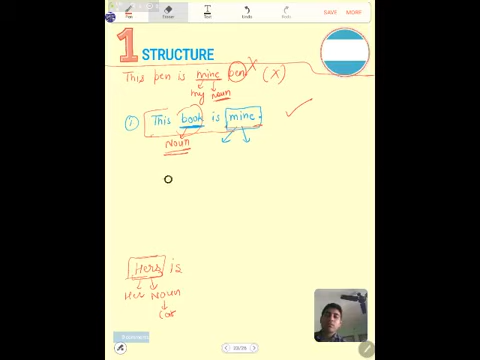 Pen
Eraser
Text
Undo
Redo
SAVE
MORE
1 STRUCTURE
This pen is mine pen (X)
my noun
① This book is mine.
Noun
Hers is
Her Noun